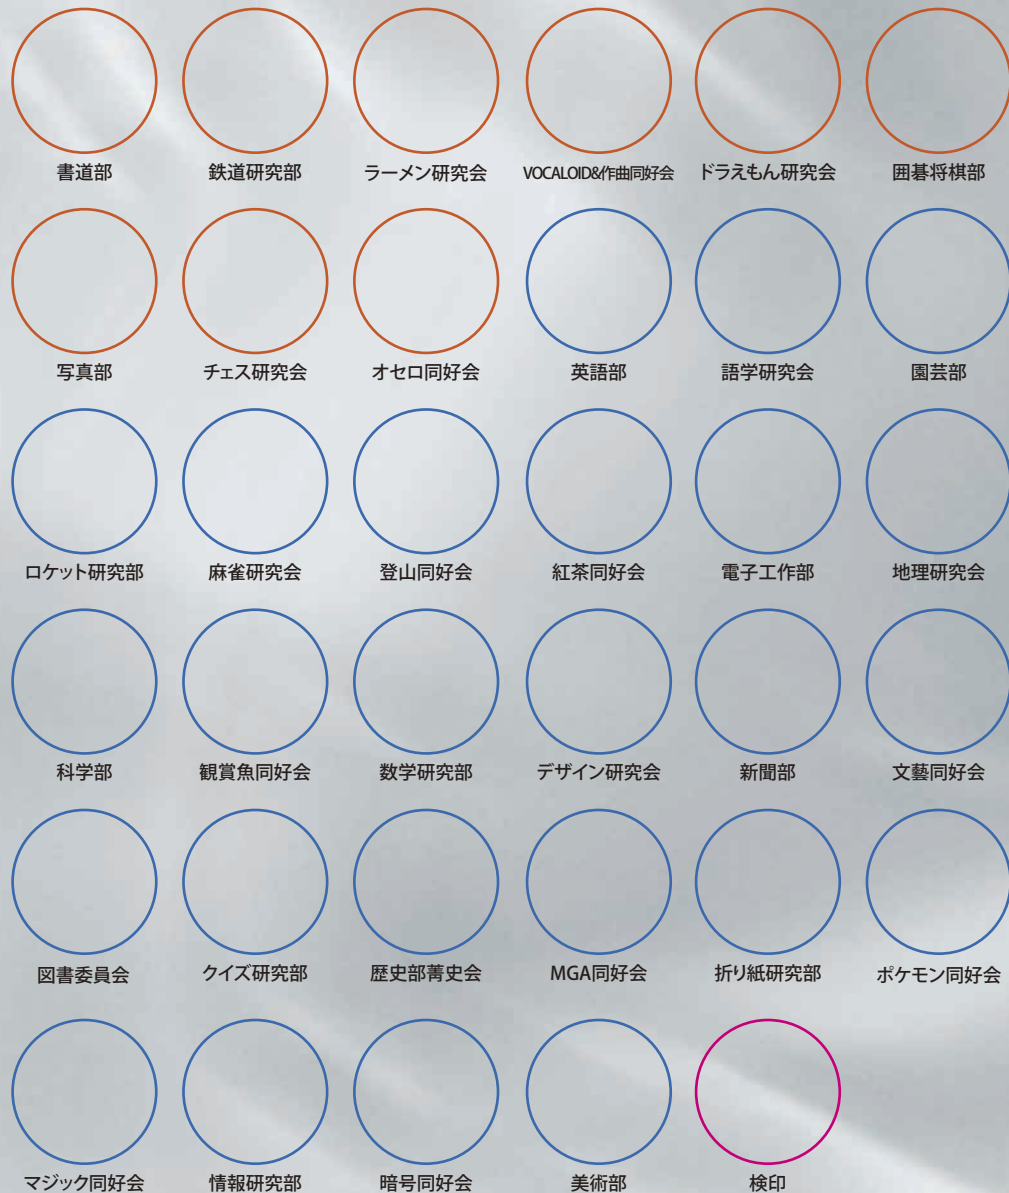 書道部 鉄道研究部 ラーメン研究会 VOCALOID&作曲同好会 ドラえもん研究会 囲碁将棋部
写真部 チェス研究会 オセロ同好会 英語部 語学研究会 園芸部
ロケット研究部 麻雀研究会 登山同好会 紅茶同好会 電子工作部 地理研究会
科学部 観賞魚同好会 数学研究部 デザイン研究会 新聞部 文藝同好会
図書委員会 クイズ研究部 歴史部菁史会 MGA同好会 折り紙研究部 ポケモン同好会
マジック同好会 情報研究部 暗号同好会 美術部 検印